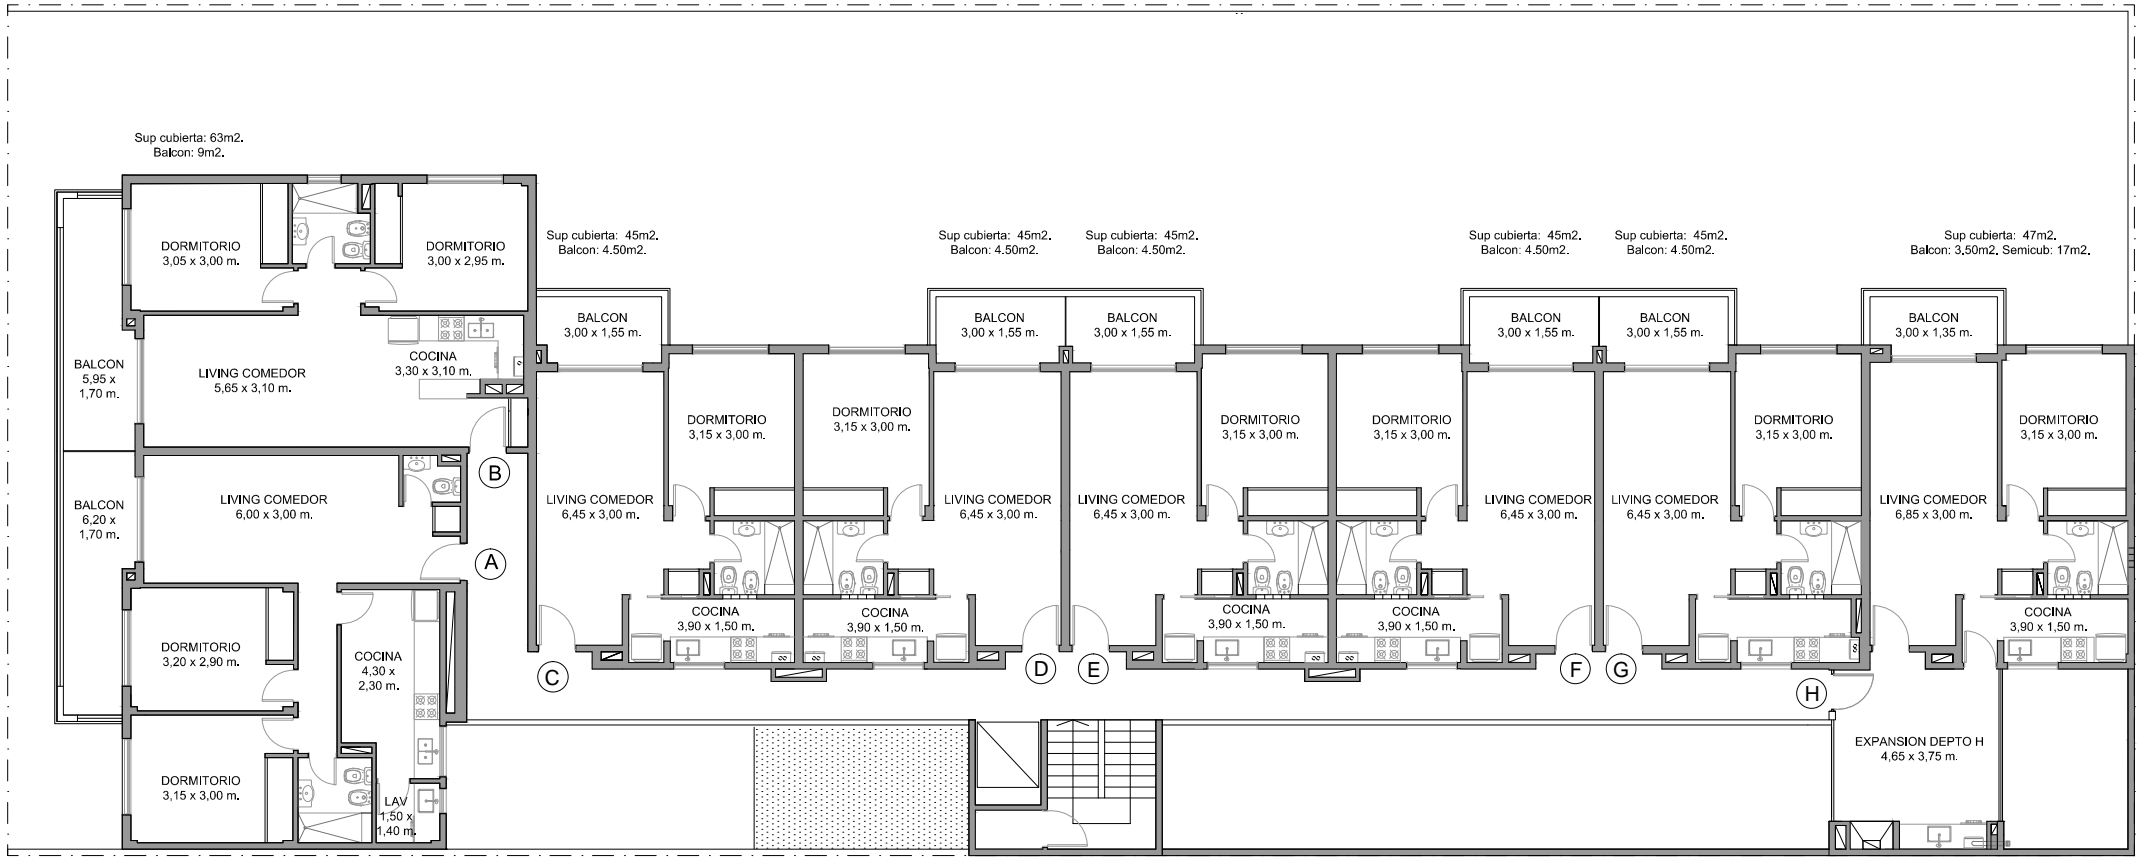 Sup cubierta: 63m2.
Balcon: 9m2.
DORMITORIO
3,05 x 3,00 m.
DORMITORIO
3,00 x 2,95 m.
BALCON
5,95 x
1,70 m.
LIVING COMEDOR
5,65 x 3,10 m.
COCINA
3,30 x 3,10 m.
B
BALCON
6,20 x
1,70 m.
LIVING COMEDOR
6,00 x 3,00 m.
A
DORMITORIO
3,20 x 2,90 m.
COCINA
4,30 x
2,30 m.
DORMITORIO
3,15 x 3,00 m.
LAV
1,50 x
1,40 m.
Sup cubierta: 45m2.
Balcon: 4.50m2.
BALCON
3,00 x 1,55 m.
DORMITORIO
3,15 x 3,00 m.
LIVING COMEDOR
6,45 x 3,00 m.
COCINA
3,90 x 1,50 m.
C
Sup cubierta: 45m2.
Balcon: 4.50m2.
BALCON
3,00 x 1,55 m.
DORMITORIO
3,15 x 3,00 m.
LIVING COMEDOR
6,45 x 3,00 m.
COCINA
3,90 x 1,50 m.
D
Sup cubierta: 45m2.
Balcon: 4.50m2.
BALCON
3,00 x 1,55 m.
DORMITORIO
3,15 x 3,00 m.
LIVING COMEDOR
6,45 x 3,00 m.
COCINA
3,90 x 1,50 m.
E
Sup cubierta: 45m2.
Balcon: 4.50m2.
BALCON
3,00 x 1,55 m.
DORMITORIO
3,15 x 3,00 m.
LIVING COMEDOR
6,45 x 3,00 m.
COCINA
3,90 x 1,50 m.
F
Sup cubierta: 45m2.
Balcon: 4.50m2.
BALCON
3,00 x 1,55 m.
DORMITORIO
3,15 x 3,00 m.
LIVING COMEDOR
6,45 x 3,00 m.
G
Sup cubierta: 47m2.
Balcon: 3,50m2. Semicub: 17m2.
BALCON
3,00 x 1,35 m.
DORMITORIO
3,15 x 3,00 m.
LIVING COMEDOR
6,85 x 3,00 m.
COCINA
3,90 x 1,50 m.
H
EXPANSION DEPTO H
4,65 x 3,75 m.